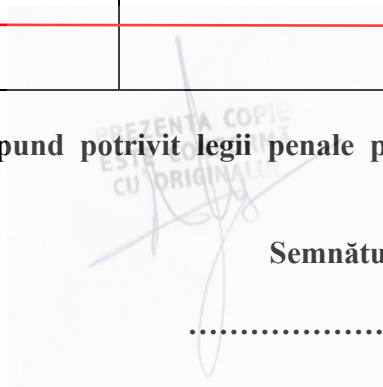 PREZENTA COPIE
ESTE CONFORMĂ
CU ORIGINALUL
pund potrivit legii penale p
Semnătu
........................